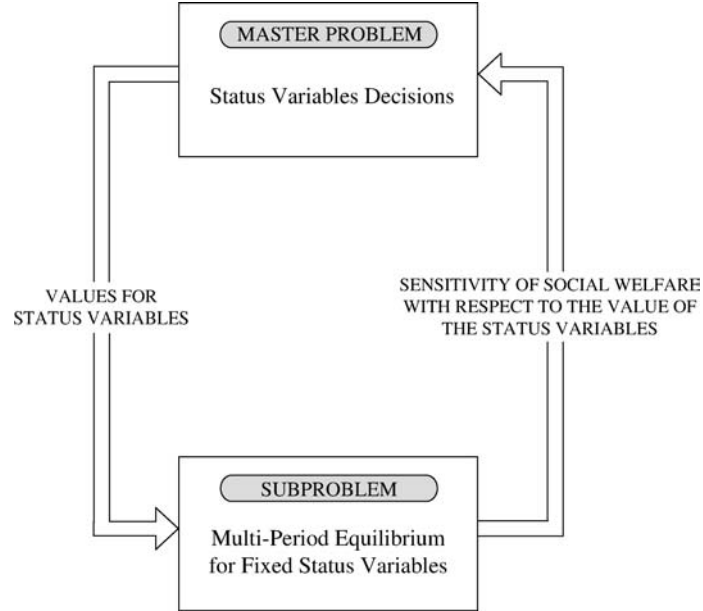 MASTER PROBLEM
Status Variables Decisions
VALUES FOR
STATUS VARIABLES
SENSITIVITY OF SOCIAL WELFARE
WITH RESPECT TO THE VALUE OF
THE STATUS VARIABLES
SUBPROBLEM
Multi-Period Equilibrium
for Fixed Status Variables